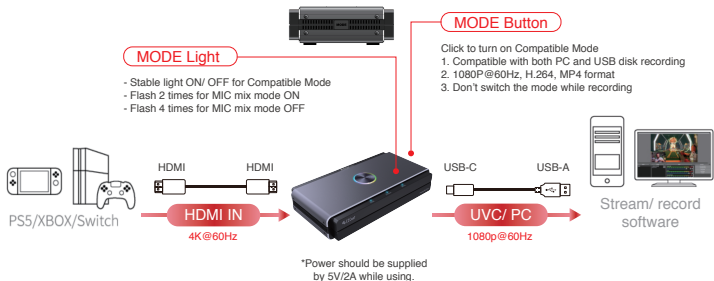 MODE Button
MODE Light
Click to turn on Compatible Mode
1. Compatible with both PC and USB disk recording
2. 1080P@60Hz, H.264, MP4 format
3. Don't switch the mode while recording
- Stable light ON/ OFF for Compatible Mode
- Flash 2 times for MIC mix mode ON
- Flash 4 times for MIC mix mode OFF
HDMI
HDMI
USB-C
USB-A
PS5/XBOX/Switch
HDMI IN
4K@60Hz
UVC/ PC
1080p@60Hz
Stream/ record
software
*Power should be supplied
by 5V/2A while using.